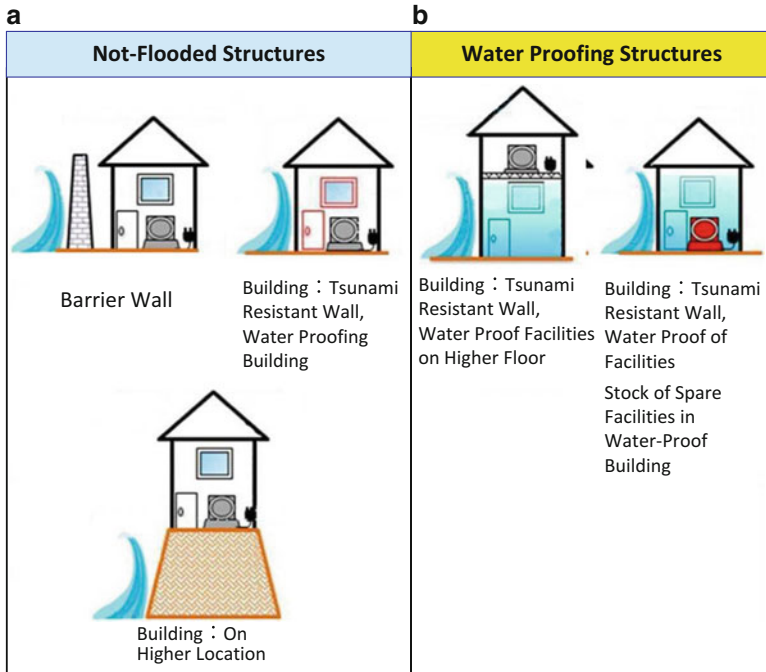 a
b
Not-Flooded Structures
Water Proofing Structures
Barrier Wall
Building：Tsunami
Resistant Wall,
Water Proofing
Building
Building：On
Higher Location
Building：Tsunami
Resistant Wall,
Water Proof Facilities
on Higher Floor
Building：Tsunami
Resistant Wall,
Water Proof of
Facilities
Stock of Spare
Facilities in
Water-Proof
Building